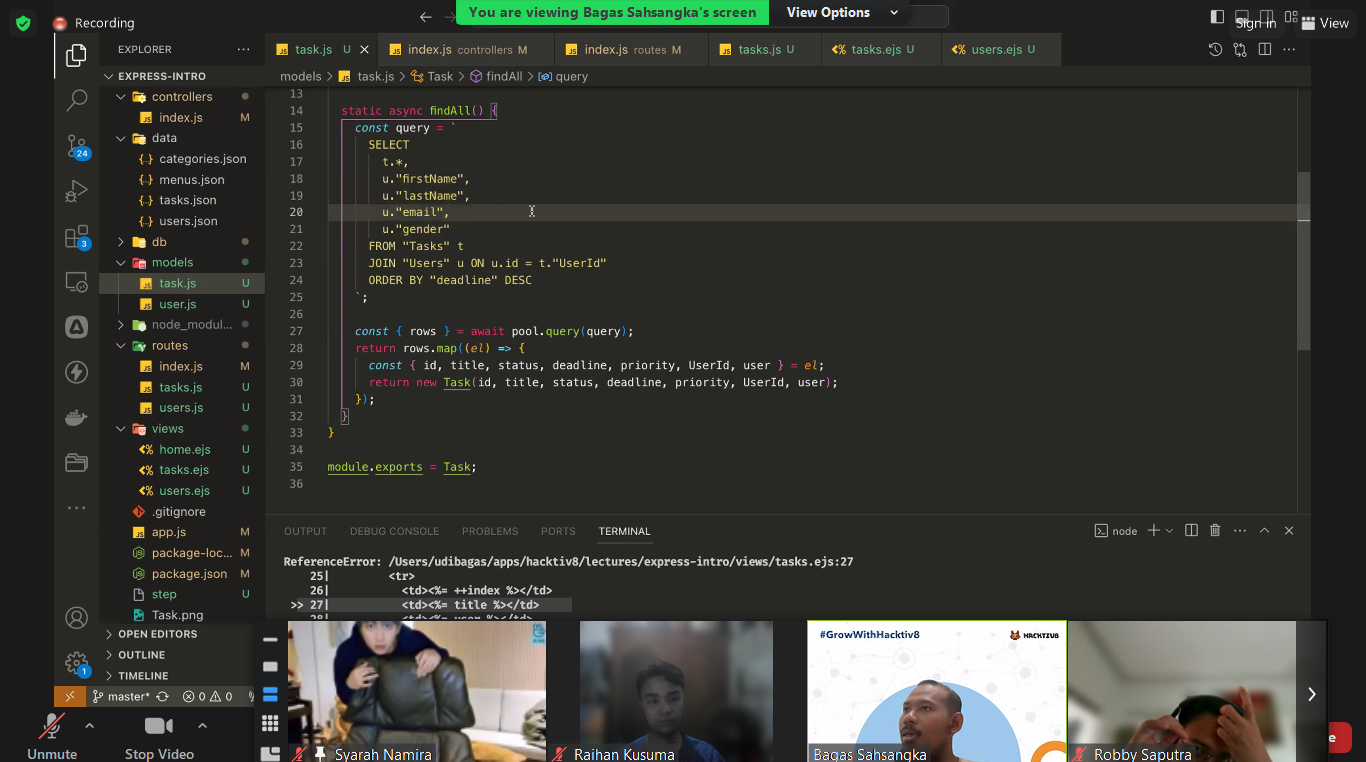 Recording
You are viewing Bagas Sahsangka's screen
View Options
Sign in
View
EXPLORER
task.js U
index.js controllers M
index.js routes M
tasks.js U
tasks.ejs U
users.ejs U
EXPRESS-INTRO
models > task.js > Task > findAll > query
controllers
index.js M
data
categories.json
menus.json
tasks.json
users.json
db
models
task.js U
user.js U
node_modul...
routes
index.js M
tasks.js U
users.js U
views
home.ejs U
tasks.ejs U
users.ejs U
.gitignore
app.js M
package-loc... M
package.json M
step U
Task.png
OPEN EDITORS
OUTLINE
TIMELINE
24
3
1
13
14 static async findAll() {
15 const query = `
16 SELECT
17 t.*,
18 u."firstName",
19 u."lastName",
20 u."email",
21 u."gender"
22 FROM "Tasks" t
23 JOIN "Users" u ON u.id = t."UserId"
24 ORDER BY "deadline" DESC
25 `;
26
27 const { rows } = await pool.query(query);
28 return rows.map((el) => {
29 const { id, title, status, deadline, priority, UserId, user } = el;
30 return new Task(id, title, status, deadline, priority, UserId, user);
31 });
32 }
33 }
34
35 module.exports = Task;
36
OUTPUT DEBUG CONSOLE PROBLEMS PORTS TERMINAL
node
ReferenceError: /Users/udibagas/apps/hacktiv8/lectures/express-intro/views/tasks.ejs:27
25| <tr>
26| <td><%= ++index %></td>
>> 27| <td><%= title %></td>
28| <td><%= user %></td>
master* 0 0
#GrowWithHacktiv8
HACKTIV8
Unmute
Stop Video
Syarah Namira
Raihan Kusuma
Bagas Sahsangka
Robby Saputra